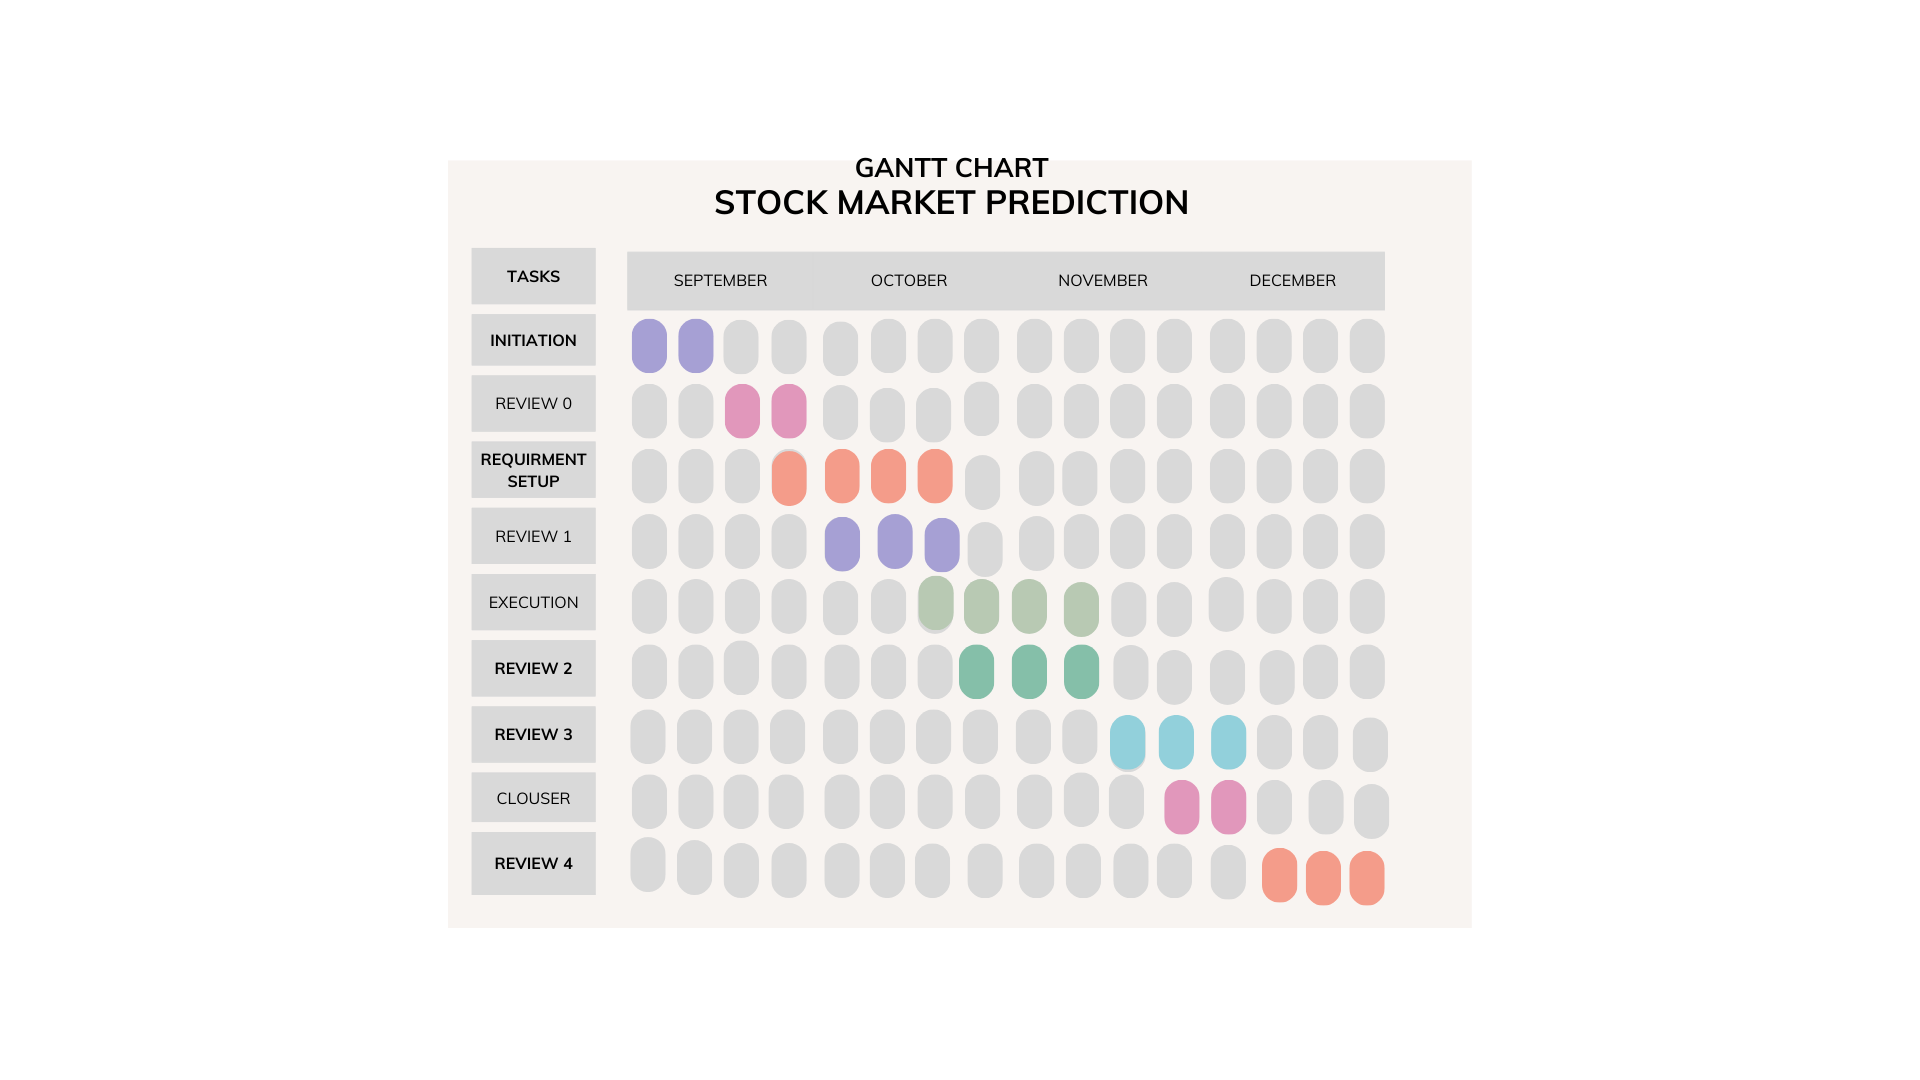 GANTT CHART
STOCK MARKET PREDICTION
TASKS
SEPTEMBER
OCTOBER
NOVEMBER
DECEMBER
INITIATION
REVIEW 0
REQUIRMENT
SETUP
REVIEW 1
EXECUTION
REVIEW 2
REVIEW 3
CLOUSER
REVIEW 4